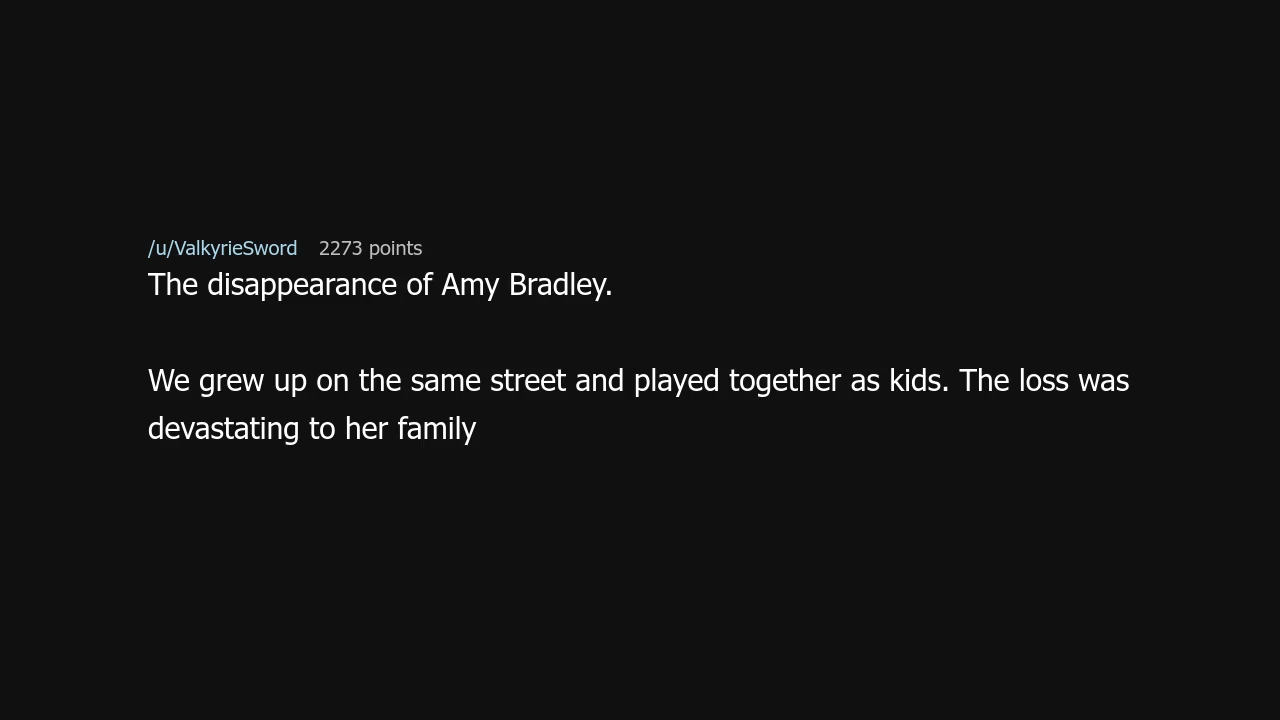 /u/ValkyrieSword 2273 points
The disappearance of Amy Bradley.
We grew up on the same street and played together as kids. The loss was
devastating to her family